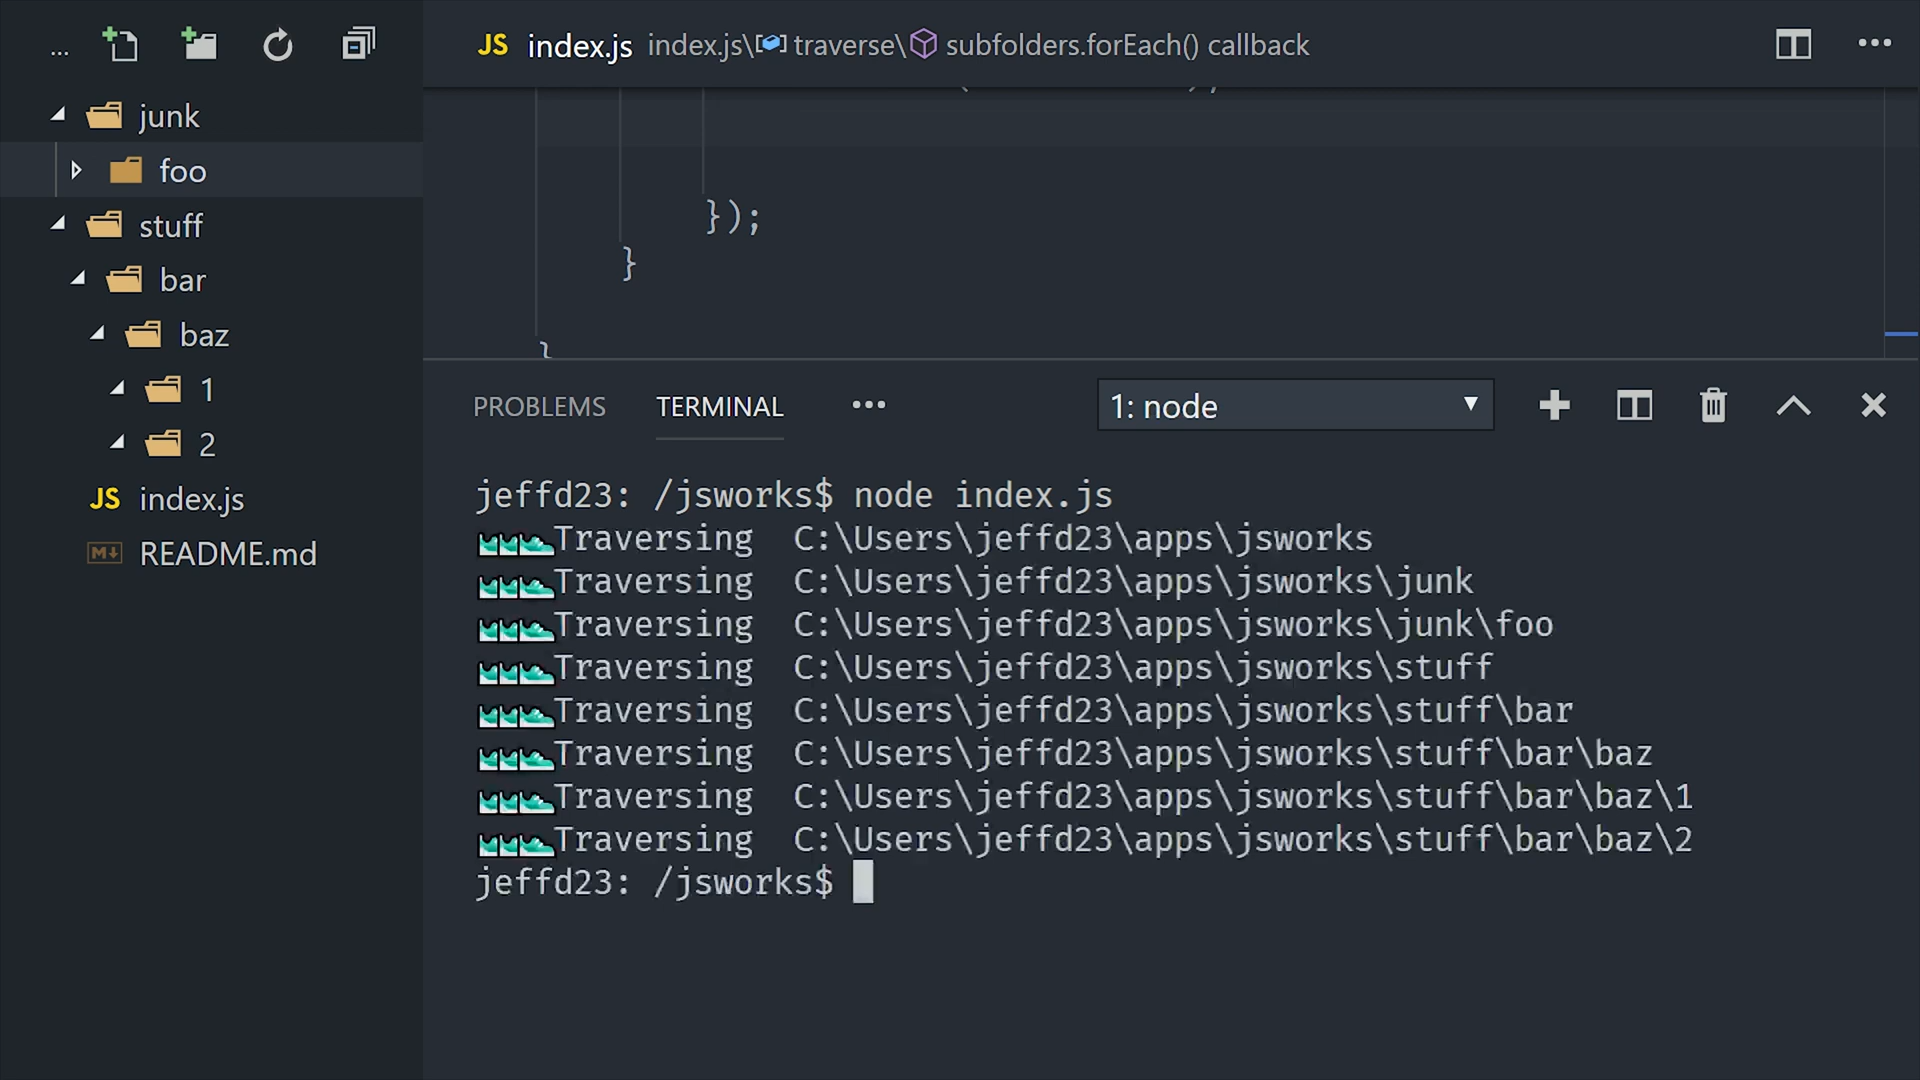 ...
JS index.js index.js\traverse\subfolders.forEach() callback
junk
foo
stuff
bar
baz
1
2
JS index.js
README.md
});
}
}
PROBLEMS TERMINAL
1: node
jeffd23: /jsworks$ node index.js
👟👟👟Traversing  C:\Users\jeffd23\apps\jsworks
👟👟👟Traversing  C:\Users\jeffd23\apps\jsworks\junk
👟👟👟Traversing  C:\Users\jeffd23\apps\jsworks\junk\foo
👟👟👟Traversing  C:\Users\jeffd23\apps\jsworks\stuff
👟👟👟Traversing  C:\Users\jeffd23\apps\jsworks\stuff\bar
👟👟👟Traversing  C:\Users\jeffd23\apps\jsworks\stuff\bar\baz
👟👟👟Traversing  C:\Users\jeffd23\apps\jsworks\stuff\bar\baz\1
👟👟👟Traversing  C:\Users\jeffd23\apps\jsworks\stuff\bar\baz\2
jeffd23: /jsworks$